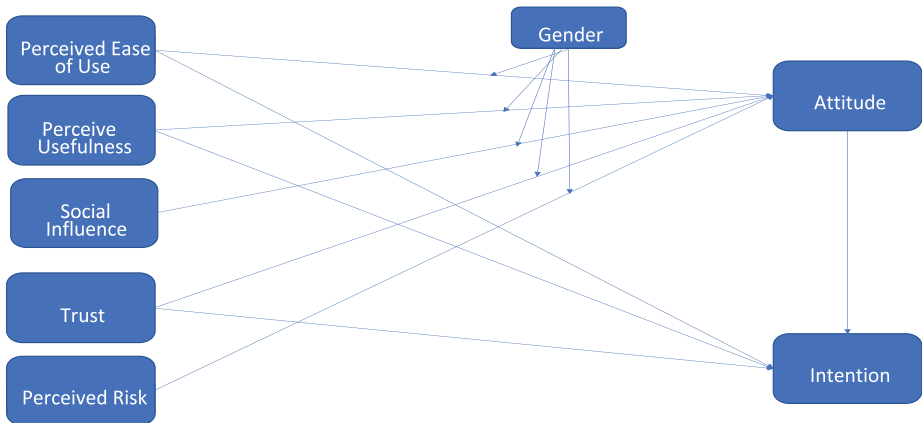 Perceived Ease
of Use
Perceive
Usefulness
Social
Influence
Trust
Perceived Risk
Gender
Attitude
Intention